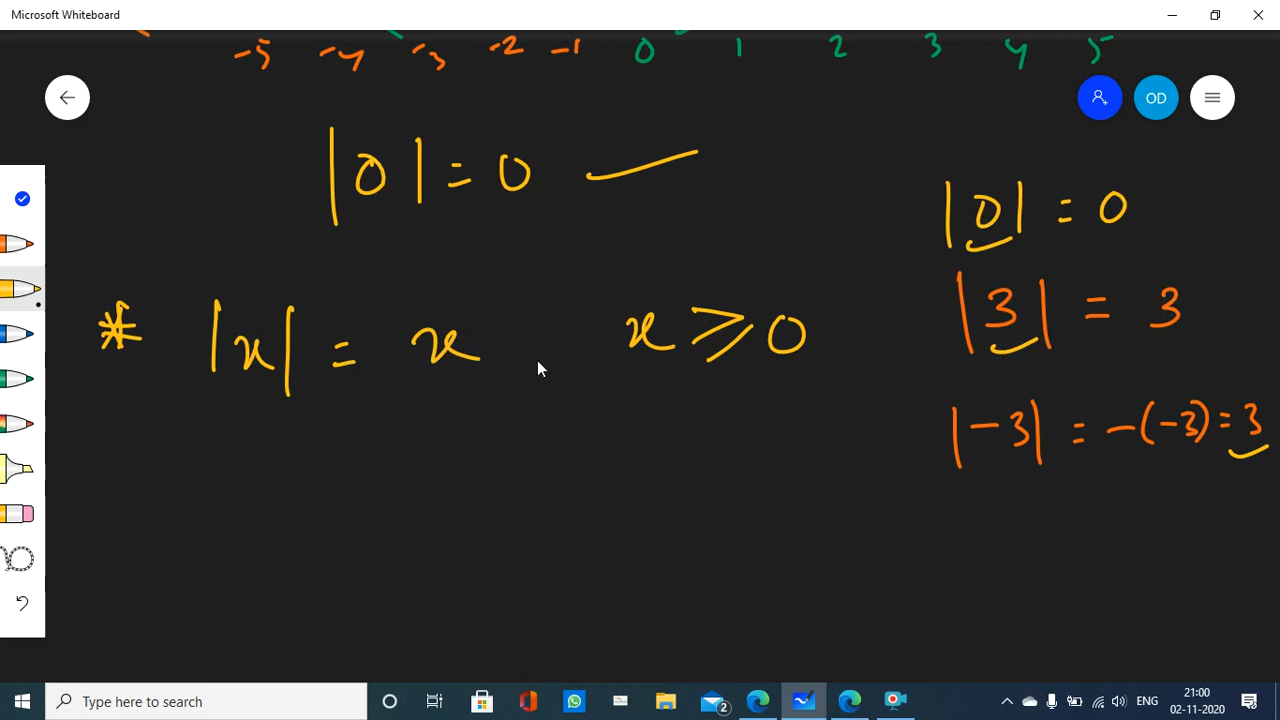 Microsoft Whiteboard
-5 -4 -3 -2 -1 0 1 2 3 4 5
OD
|0| = 0
|0| = 0
|3| = 3
* |x| = x x ⩾ 0
|-3| = -(-3) = 3
Type here to search
2
ENG
21:00
02-11-2020